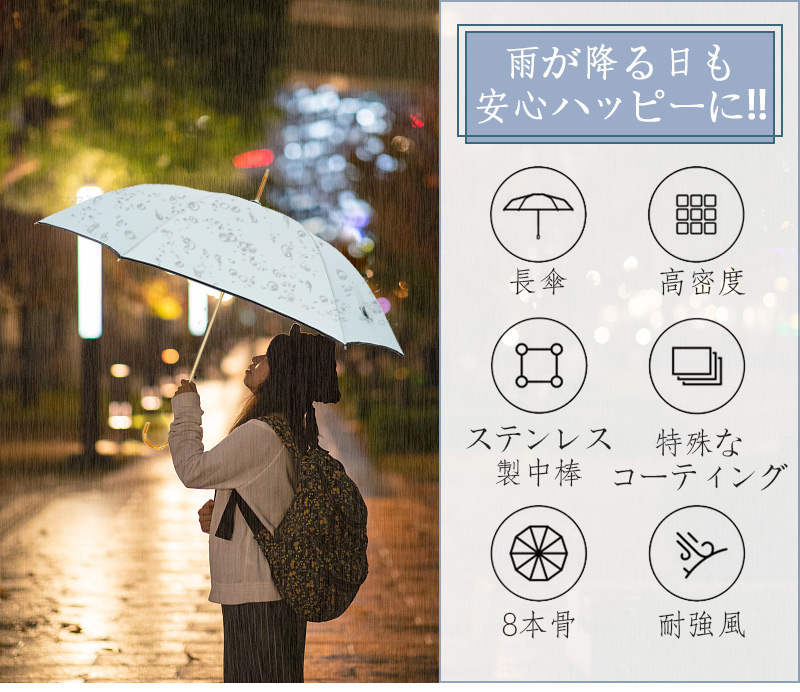 雨が降る日も
安心ハッピーに!!
長傘
高密度
ステンレス
製中棒
特殊な
コーティング
8本骨
耐強風